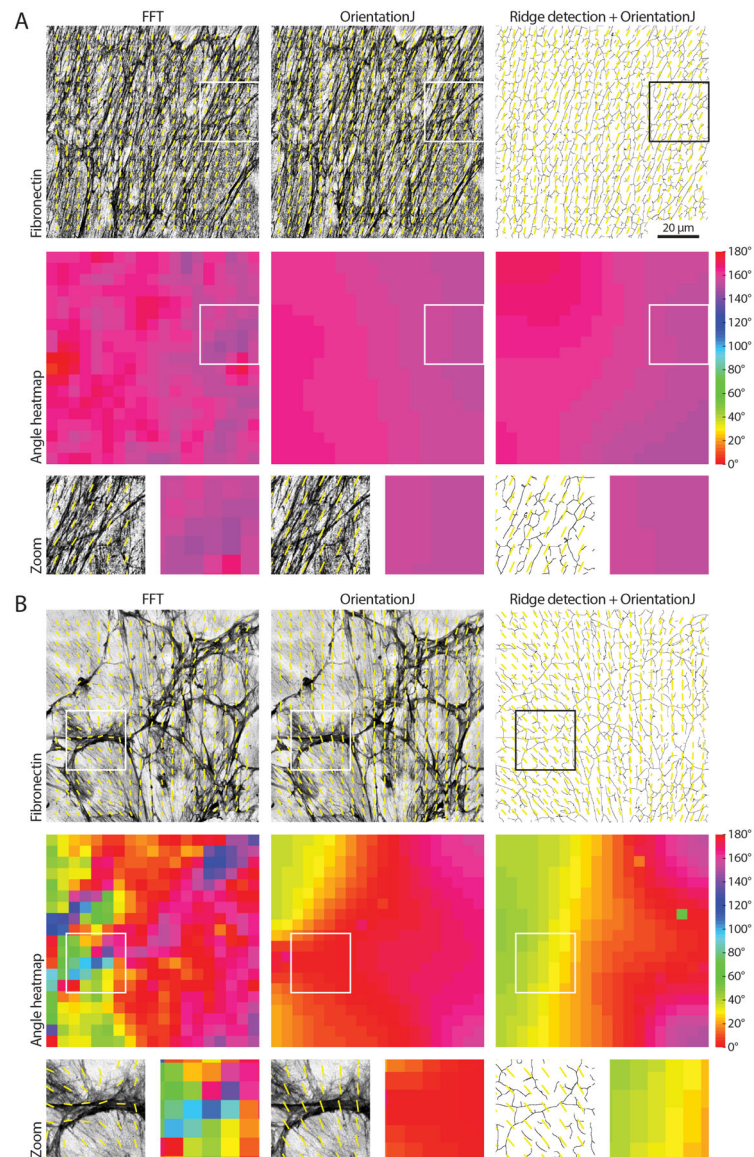 A
FFT
OrientationJ
Ridge detection + OrientationJ
Fibronectin
20 µm
Angle heatmap
180°
160°
140°
120°
100°
80°
60°
40°
20°
0°
Zoom
B
FFT
OrientationJ
Ridge detection + OrientationJ
Fibronectin
Angle heatmap
180°
160°
140°
120°
100°
80°
60°
40°
20°
0°
Zoom